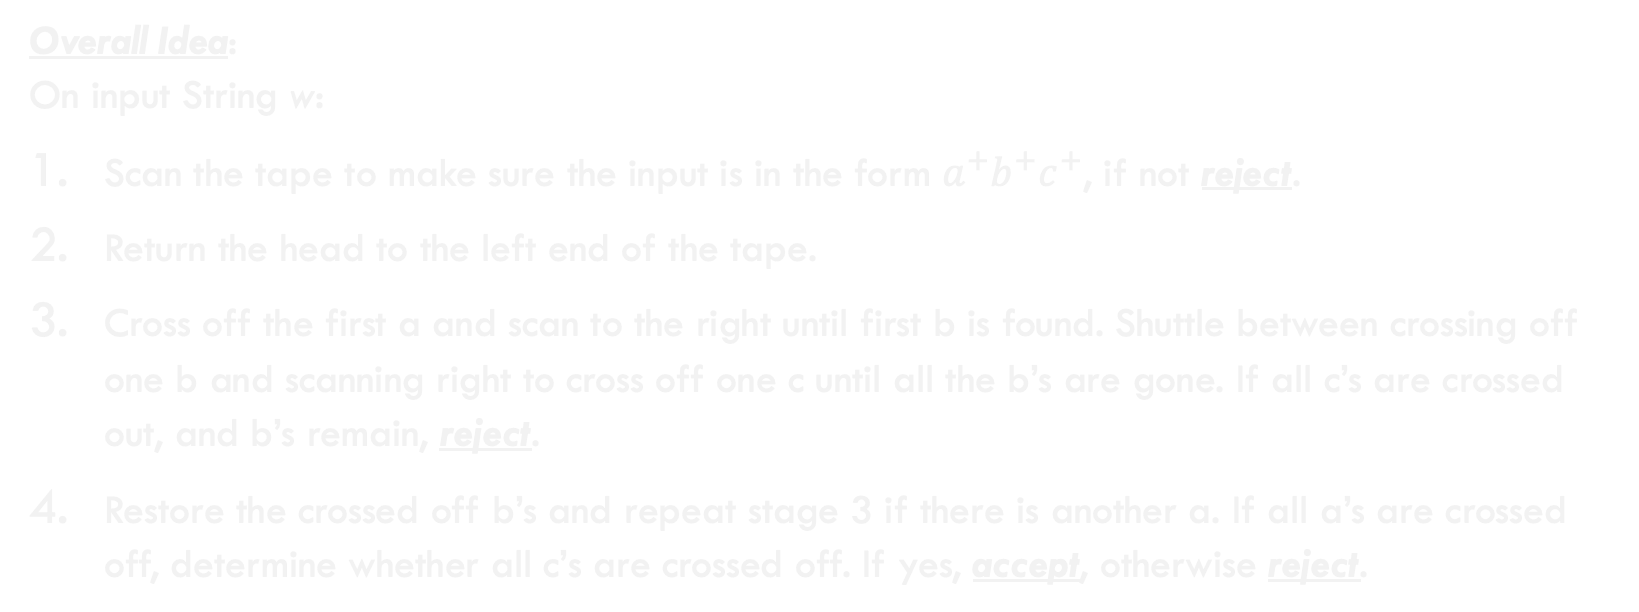 Overall Idea:
On input String w:
1. Scan the tape to make sure the input is in the form a⁺b⁺c⁺, if not reject.
2. Return the head to the left end of the tape.
3. Cross off the first a and scan to the right until first b is found. Shuttle between crossing off
one b and scanning right to cross off one c until all the b’s are gone. If all c’s are crossed
out, and b’s remain, reject.
4. Restore the crossed off b’s and repeat stage 3 if there is another a. If all a’s are crossed
off, determine whether all c’s are crossed off. If yes, accept, otherwise reject.